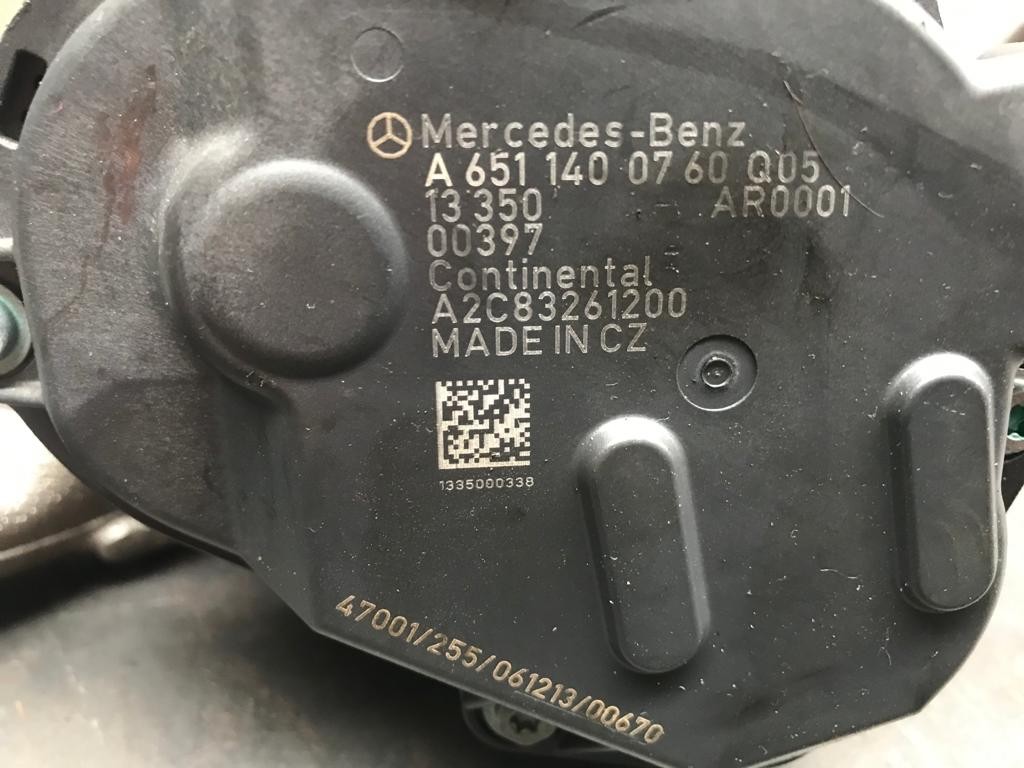 Mercedes-Benz
A 651 140 07 60 Q05
13 350 AR0001
00397
Continental
A2C83261200
MADE IN CZ
1335000338
47001/255/061213/00670